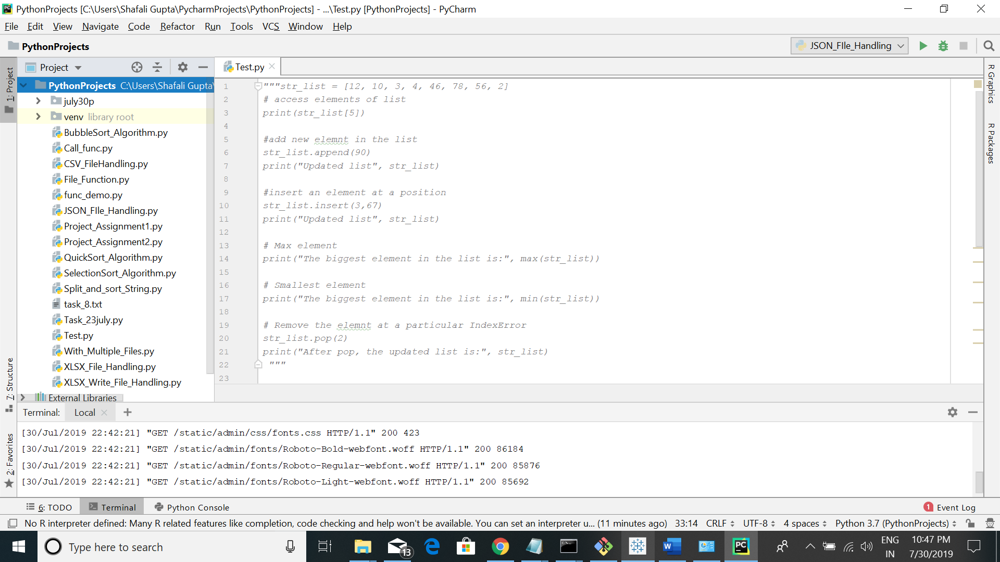 PythonProjects [C:\Users\Shafali Gupta\PycharmProjects\PythonProjects] - ...\Test.py [PythonProjects] - PyCharm
File Edit View Navigate Code Refactor Run Tools VCS Window Help
PythonProjects
JSON_FIle_Handling
1: Project
7: Structure
2: Favorites
Project
PythonProjects C:\Users\Shafali Gupta\
july30p
venv library root
BubbleSort_Algorithm.py
Call_func.py
CSV_FileHandling.py
File_Function.py
func_demo.py
JSON_FIle_Handling.py
Project_Assignment1.py
Project_Assignment2.py
QuickSort_Algorithm.py
SelectionSort_Algorithm.py
Split_and_sort_String.py
task_8.txt
Task_23july.py
Test.py
With_Multiple_Files.py
XLSX_File_Handling.py
XLSX_Write_File_Handling.py
External Libraries
Test.py
1 """str_list = [12, 10, 3, 4, 46, 78, 56, 2]
2 # access elements of list
3 print(str_list[5])
4
5 #add new elemnt in the list
6 str_list.append(90)
7 print("Updated list", str_list)
8
9 #insert an element at a position
10 str_list.insert(3,67)
11 print("Updated list", str_list)
12
13 # Max element
14 print("The biggest element in the list is:", max(str_list))
15
16 # Smallest element
17 print("The biggest element in the list is:", min(str_list))
18
19 # Remove the elemnt at a particular IndexError
20 str_list.pop(2)
21 print("After pop, the updated list is:", str_list)
22 """
23
R Graphics
R Packages
Terminal: Local
[30/Jul/2019 22:42:21] "GET /static/admin/css/fonts.css HTTP/1.1" 200 423
[30/Jul/2019 22:42:21] "GET /static/admin/fonts/Roboto-Bold-webfont.woff HTTP/1.1" 200 86184
[30/Jul/2019 22:42:21] "GET /static/admin/fonts/Roboto-Regular-webfont.woff HTTP/1.1" 200 85876
[30/Jul/2019 22:42:21] "GET /static/admin/fonts/Roboto-Light-webfont.woff HTTP/1.1" 200 85692
6: TODO Terminal Python Console
1 Event Log
No R interpreter defined: Many R related features like completion, code checking and help won't be available. You can set an interpreter u... (11 minutes ago) 33:14 CRLF UTF-8 4 spaces Python 3.7 (PythonProjects)
Type here to search
13
W
PC
ENG
IN
10:47 PM
7/30/2019